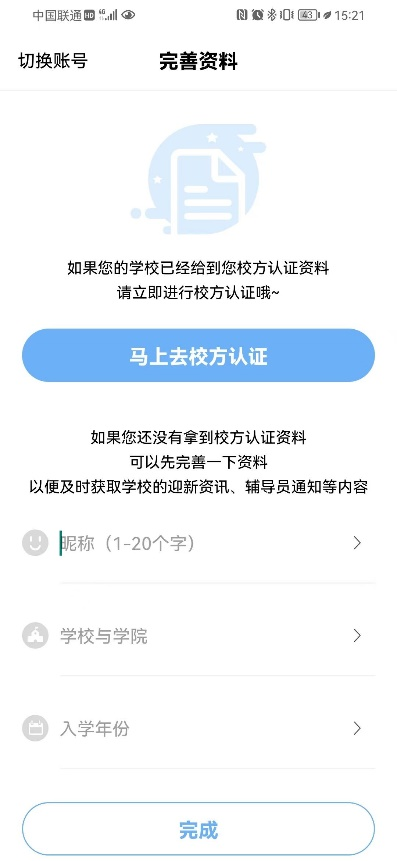 中国联通 HD 4G 43 15:21
切换账号 完善资料
如果您的学校已经给到您校方认证资料
请立即进行校方认证哦~
马上去校方认证
如果您还没有拿到校方认证资料
可以先完善一下资料
以便及时获取学校的迎新资讯、辅导员通知等内容
昵称（1-20个字）
学校与学院
入学年份
完成